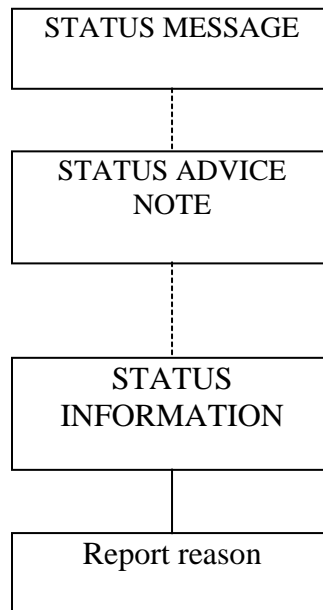 STATUS MESSAGE
STATUS ADVICE
NOTE
STATUS
INFORMATION
Report reason